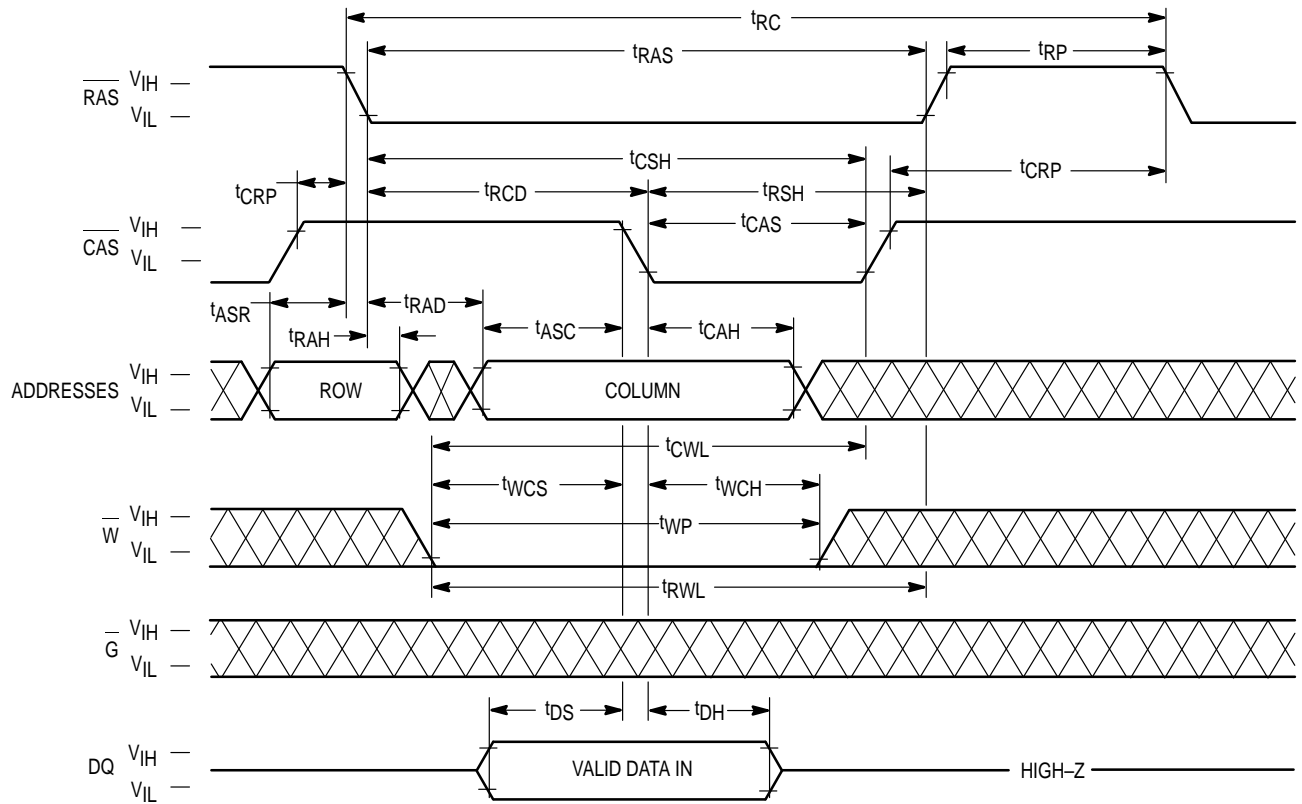 tRC
tRAS
tRP
RAS
VIH
VIL
tCSH
tCRP
tCRP
tRCD
tRSH
tCAS
CAS
VIH
VIL
tASR
tRAD
tRAH
tASC
tCAH
ADDRESSES
VIH
VIL
ROW
COLUMN
tCWL
tWCS
tWCH
W
VIH
VIL
tWP
tRWL
G
VIH
VIL
tDS
tDH
DQ
VIH
VIL
VALID DATA IN
HIGH–Z